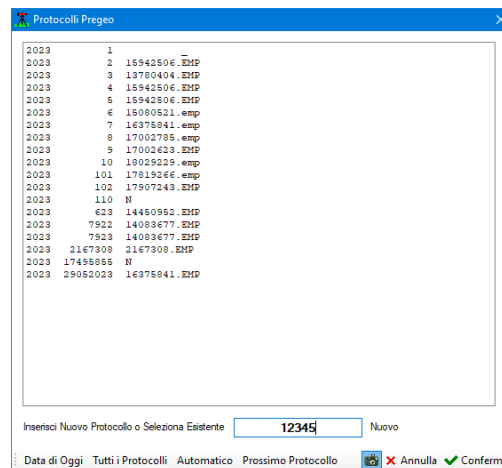 Protocolli Pregeo
2023 1 _
2023 2 15942506.EMP
2023 3 13780404.EMP
2023 4 15942506.EMP
2023 5 15942506.EMP
2023 6 15080521.emp
2023 7 16375841.emp
2023 8 17002785.emp
2023 9 17002623.EMP
2023 10 18029229.emp
2023 101 17819266.emp
2023 102 17907243.EMP
2023 110 N
2023 623 14450952.EMP
2023 7922 14083677.EMP
2023 7923 14083677.EMP
2023 2167308 2167308.EMP
2023 17495855 N
2023 29052023 16375841.EMP
Inserisci Nuovo Protocollo o Seleziona Esistente 12345 Nuovo
Data di Oggi Tutti i Protocolli Automatico Prossimo Protocollo Annulla Conferm